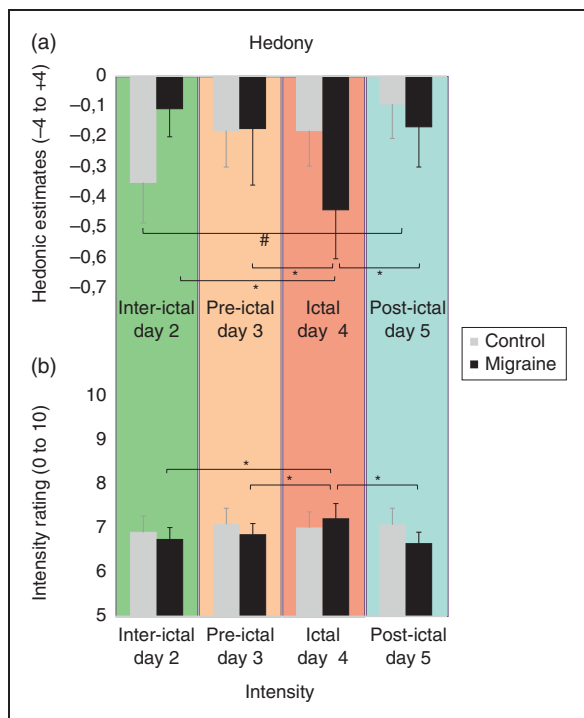 (a)
Hedony
Hedonic estimates (–4 to +4)
0
–0,1
–0,2
–0,3
–0,4
–0,5
–0,6
–0,7
#
* *
*
Inter-ictal Pre-ictal Ictal Post-ictal
day 2 day 3 day 4 day 5
Control
Migraine
(b)
Intensity rating (0 to 10)
10
9
8
7
6
5
*
* *
Inter-ictal Pre-ictal Ictal Post-ictal
day 2 day 3 day 4 day 5
Intensity